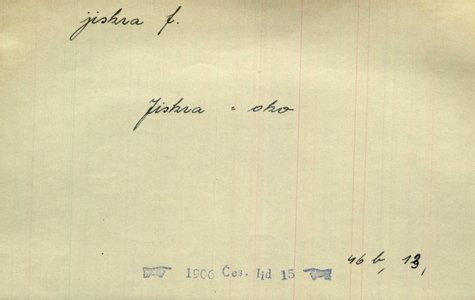 jiskra f.
Jiskra = oko
46 b, 13,
1906 Čes. lid 15